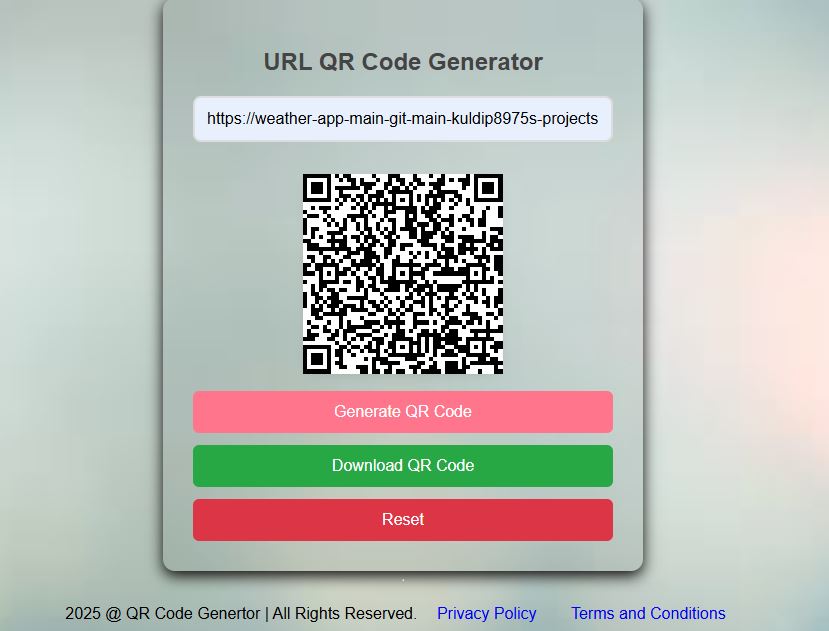 URL QR Code Generator
https://weather-app-main-git-main-kuldip8975s-projects
Generate QR Code
Download QR Code
Reset
2025 @ QR Code Genertor | All Rights Reserved. Privacy Policy Terms and Conditions